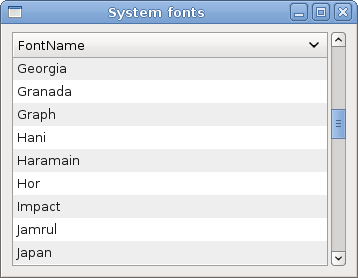 System fonts
FontName
Georgia
Granada
Graph
Hani
Haramain
Hor
Impact
Jamrul
Japan